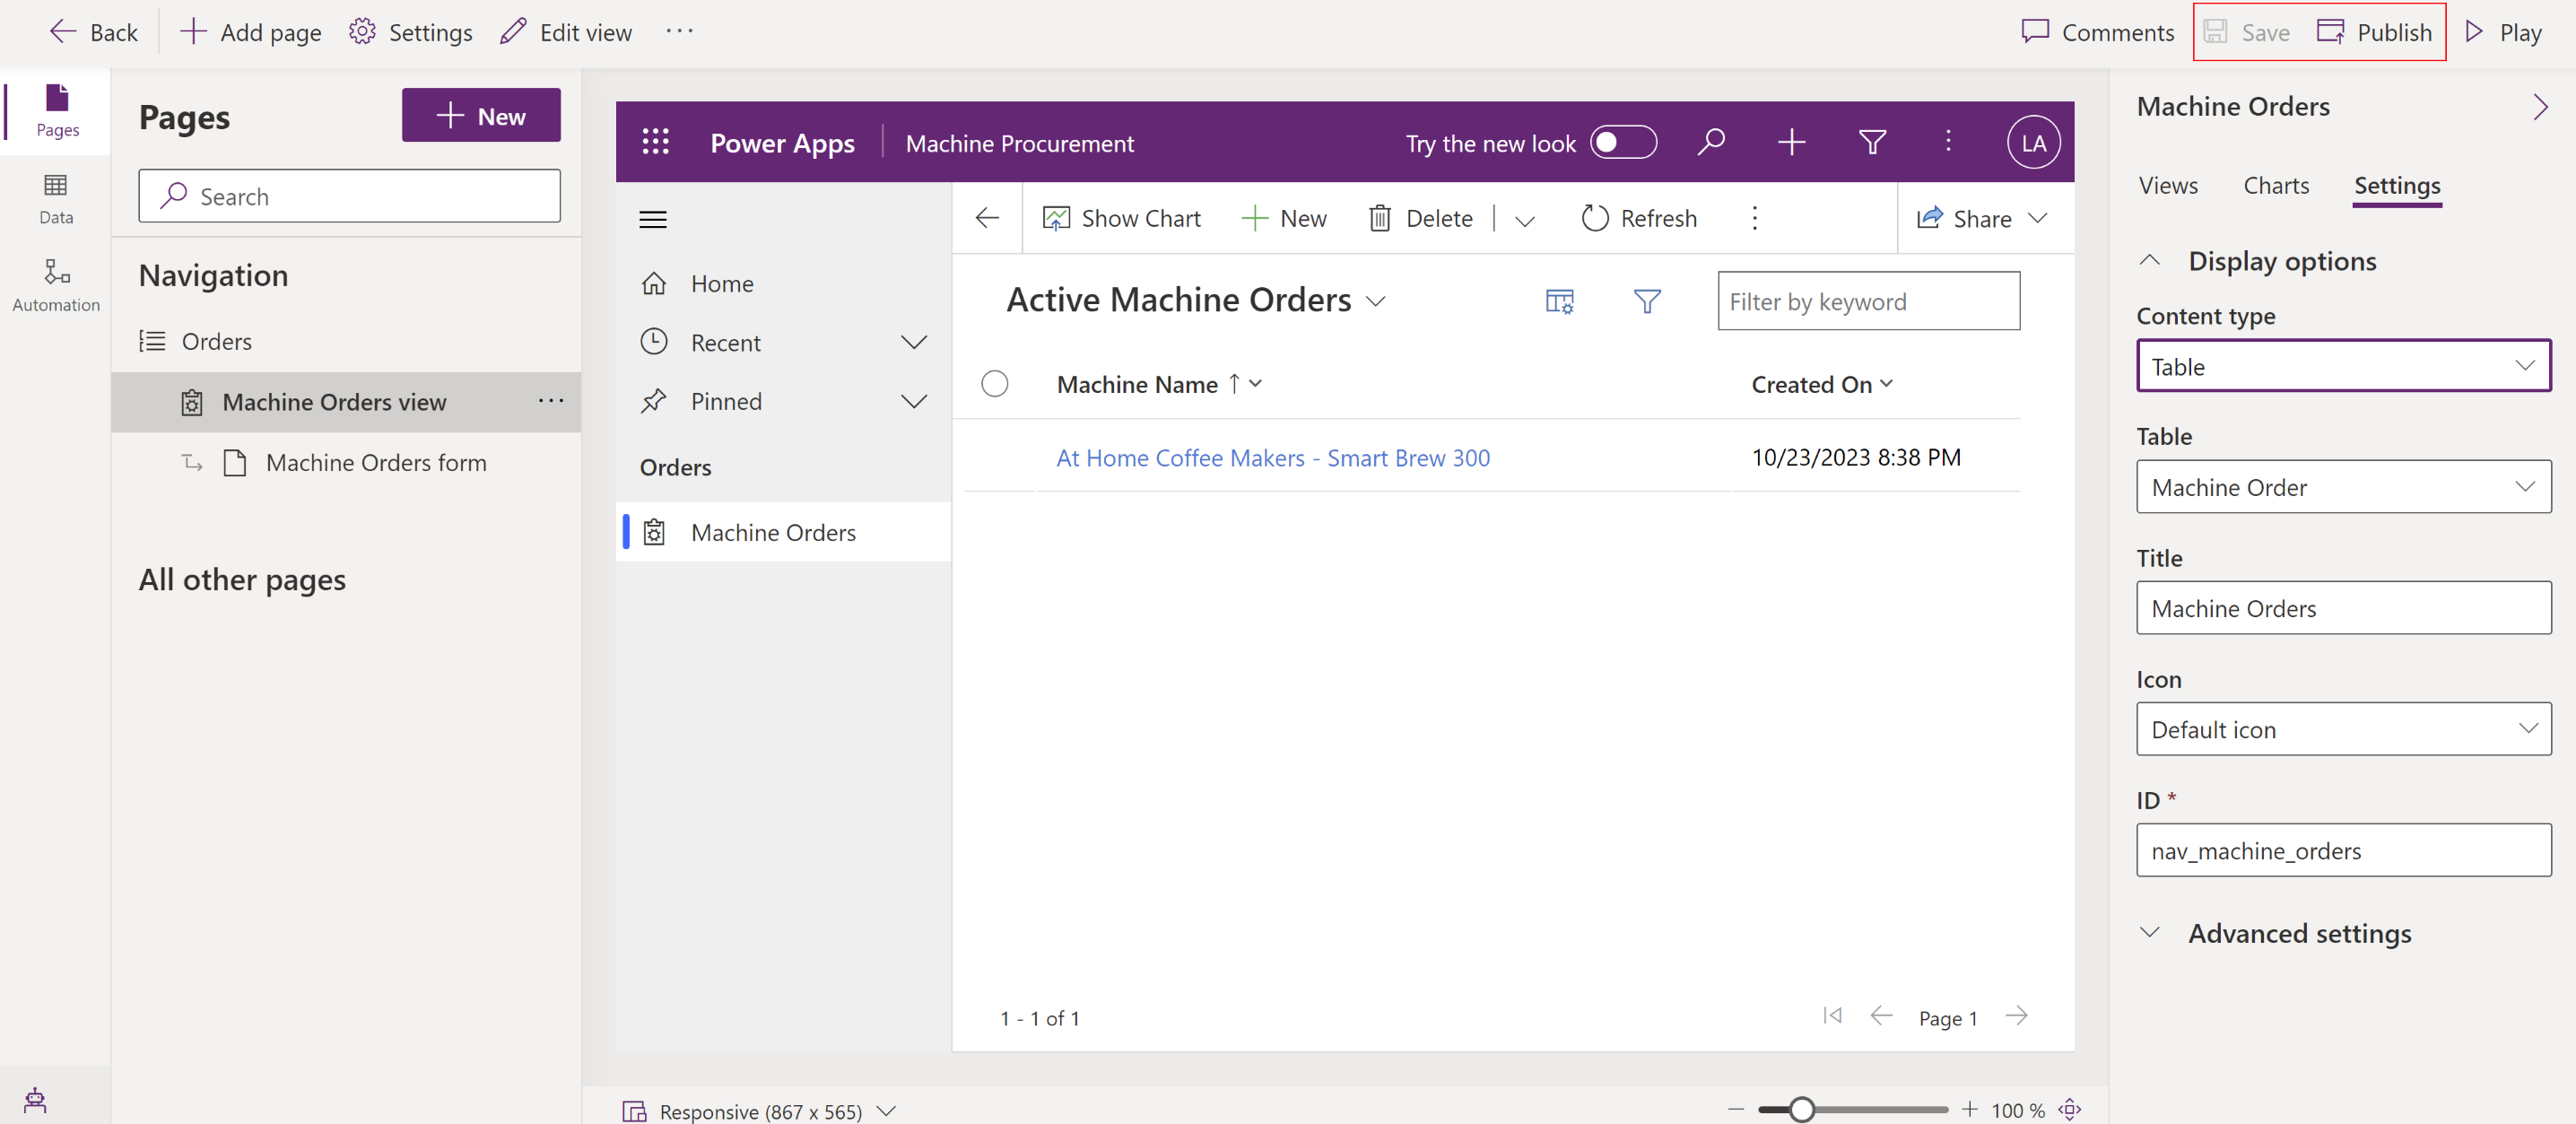 Back
Add page
Settings
Edit view
Comments
Save
Publish
Play
Pages
Data
Automation
Pages
New
Search
Navigation
Orders
Machine Orders view
Machine Orders form
All other pages
Power Apps
Machine Procurement
Try the new look
LA
Home
Recent
Pinned
Orders
Machine Orders
Show Chart
New
Delete
Refresh
Share
Active Machine Orders
Filter by keyword
Machine Name
Created On
At Home Coffee Makers - Smart Brew 300
10/23/2023 8:38 PM
1 - 1 of 1
Page 1
Responsive (867 x 565)
100 %
Machine Orders
Views
Charts
Settings
Display options
Content type
Table
Table
Machine Order
Title
Machine Orders
Icon
Default icon
ID *
nav_machine_orders
Advanced settings